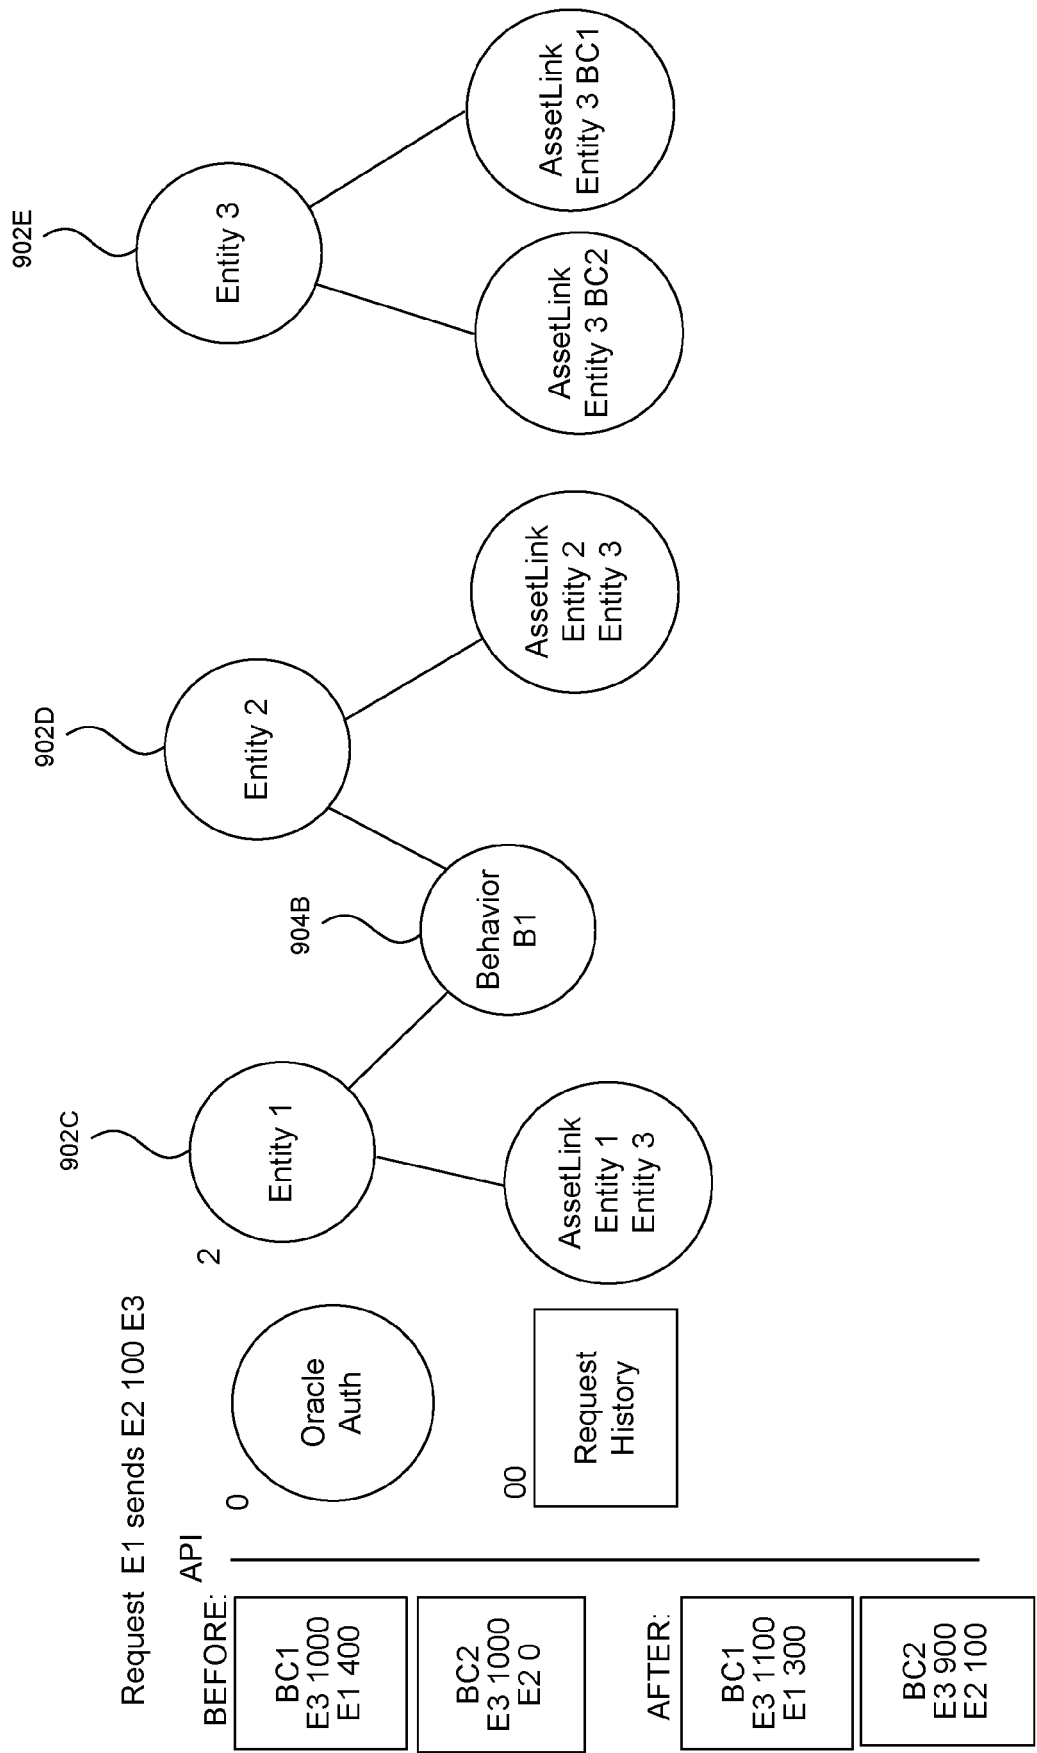 Request E1 sends E2 100 E3
BEFORE:
BC1
E3 1000
E1 400
BC2
E3 1000
E2 0
AFTER:
BC1
E3 1100
E1 300
BC2
E3 900
E2 100
API
0
Oracle
Auth
00
Request
History
2
902C
Entity 1
AssetLink
Entity 1
Entity 3
904B
Behavior
B1
902D
Entity 2
AssetLink
Entity 2
Entity 3
902E
Entity 3
AssetLink
Entity 3 BC2
AssetLink
Entity 3 BC1